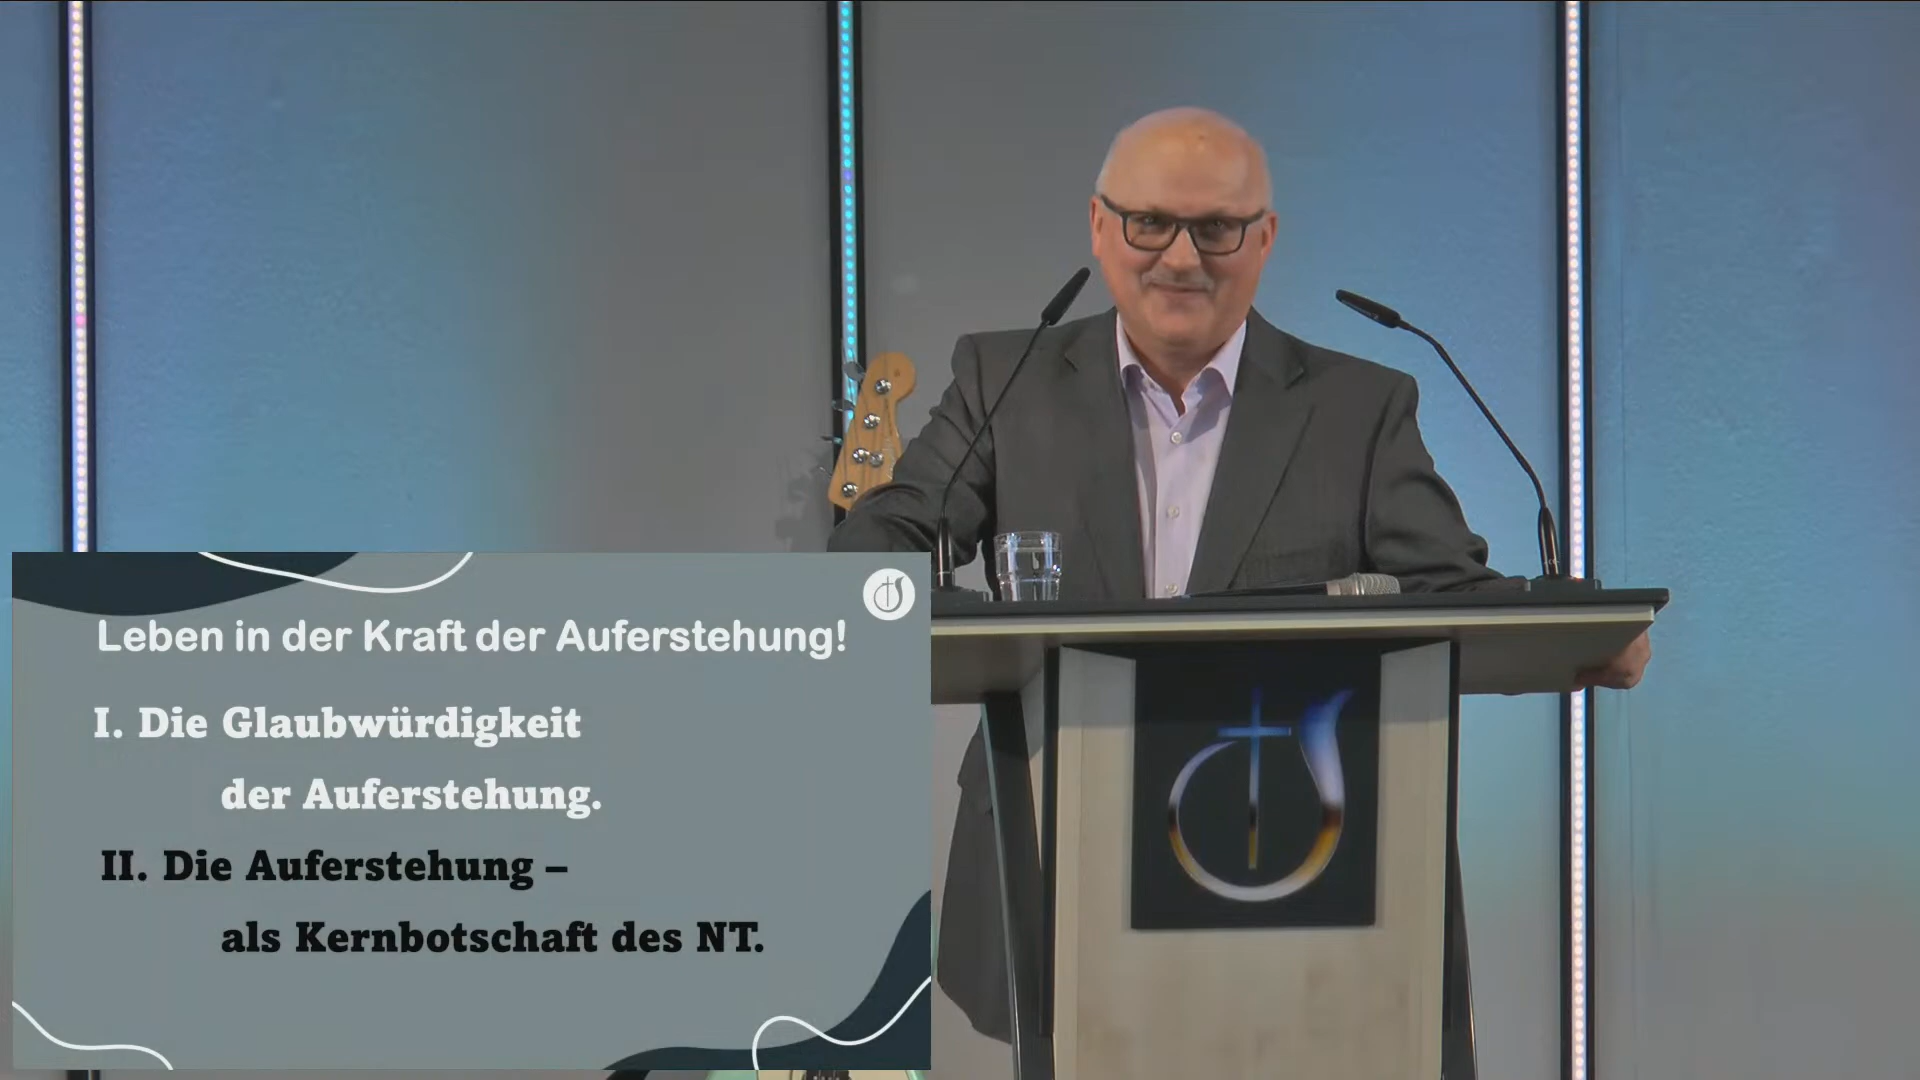 Leben in der Kraft der Auferstehung!
I. Die Glaubwürdigkeit
der Auferstehung.
II. Die Auferstehung –
als Kernbotschaft des NT.